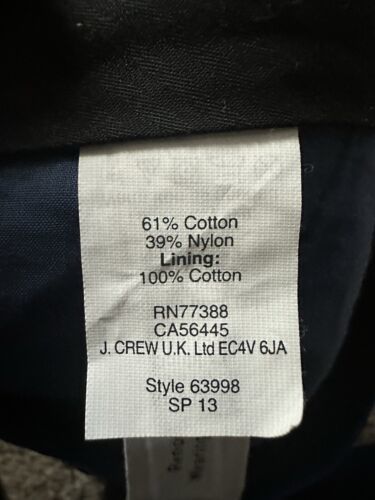 61% Cotton
39% Nylon
Lining:
100% Cotton
RN77388
CA56445
J. CREW U.K. Ltd EC4V 6JA
Style 63998
SP 13